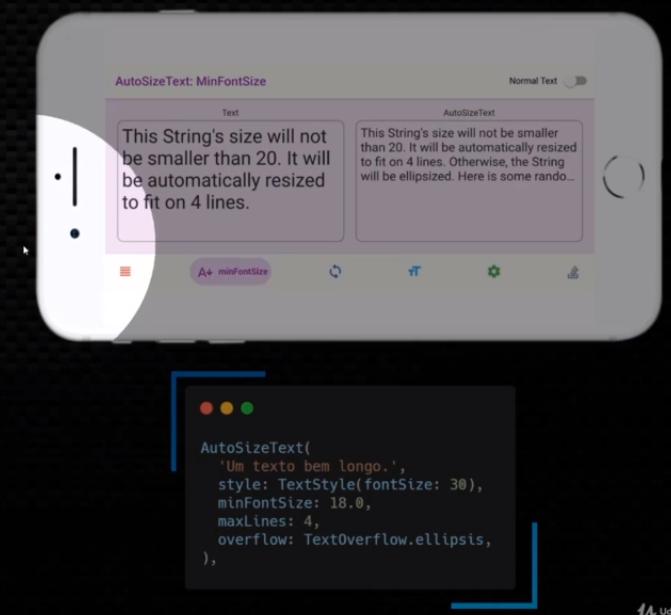 AutoSizeText: MinFontSize
Normal Text
Text
This String's size will not
be smaller than 20. It will
be automatically resized
to fit on 4 lines.
AutoSizeText
This String's size will not be smaller
than 20. It will be automatically resized
to fit on 4 lines. Otherwise, the String
will be ellipsized. Here is some rando...
A minFontSize
AutoSizeText(
'Um texto bem longo.',
style: TextStyle(fontSize: 30),
minFontSize: 18.0,
maxLines: 4,
overflow: TextOverflow.ellipsis,
),